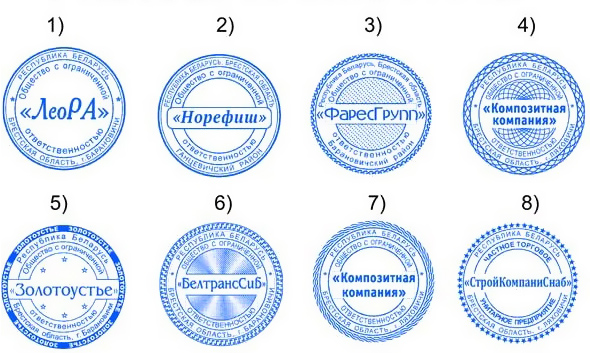 1)
2)
3)
4)
РЕСПУБЛИКА БЕЛАРУСЬ
Общество с ограниченной
«ЛеоРА»
ответственностью
БРЕСТСКАЯ ОБЛАСТЬ, г.БАРАНОВИЧИ
РЕСПУБЛИКА БЕЛАРУСЬ, БРЕСТСКАЯ ОБЛАСТЬ
Общество с ограниченной
«Норефиш»
ответственностью
ГАНЦЕВИЧСКИЙ РАЙОН
Республика Беларусь, Брестская область
Общество с ограниченной
«ФаресГрупп»
ответственностью
Барановичский Район
РЕСПУБЛИКА БЕЛАРУСЬ
ОБЩЕСТВО С ОГРАНИЧЕННОЙ
«Композитная
компания»
ОТВЕТСТВЕННОСТЬЮ
БРЕСТСКАЯ ОБЛАСТЬ, г.ЛЯХОВИЧИ
5)
6)
7)
8)
ЗОЛОТОУСТЬЕ ЗОЛОТОУСТЬЕ
Республика Беларусь
Общество с ограниченной
«Золотоустье»
ответственностью
Брестская область, г.Барановичи
РЕСПУБЛИКА БЕЛАРУСЬ
ОБЩЕСТВО С ОГРАНИЧЕННОЙ
«БелтрансСиб»
ОТВЕТСТВЕННОСТЬЮ
БРЕСТСКАЯ ОБЛАСТЬ, г.БАРАНОВИЧИ
РЕСПУБЛИКА БЕЛАРУСЬ
ОБЩЕСТВО С ОГРАНИЧЕННОЙ
«Композитная
компания»
ОТВЕТСТВЕННОСТЬЮ
БРЕСТСКАЯ ОБЛАСТЬ, г.ЛЯХОВИЧИ
РЕСПУБЛИКА БЕЛАРУСЬ
ЧАСТНОЕ ТОРГОВОЕ
«СтройКомпаниСнаб»
УНИТАРНОЕ ПРЕДПРИЯТИЕ
БРЕСТСКАЯ ОБЛАСТЬ, г.БАРАНОВИЧИ